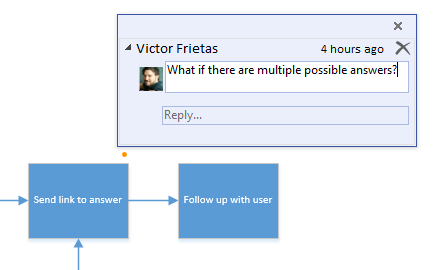 Victor Frietas 4 hours ago
What if there are multiple possible answers?
Reply...
Send link to answer
Follow up with user